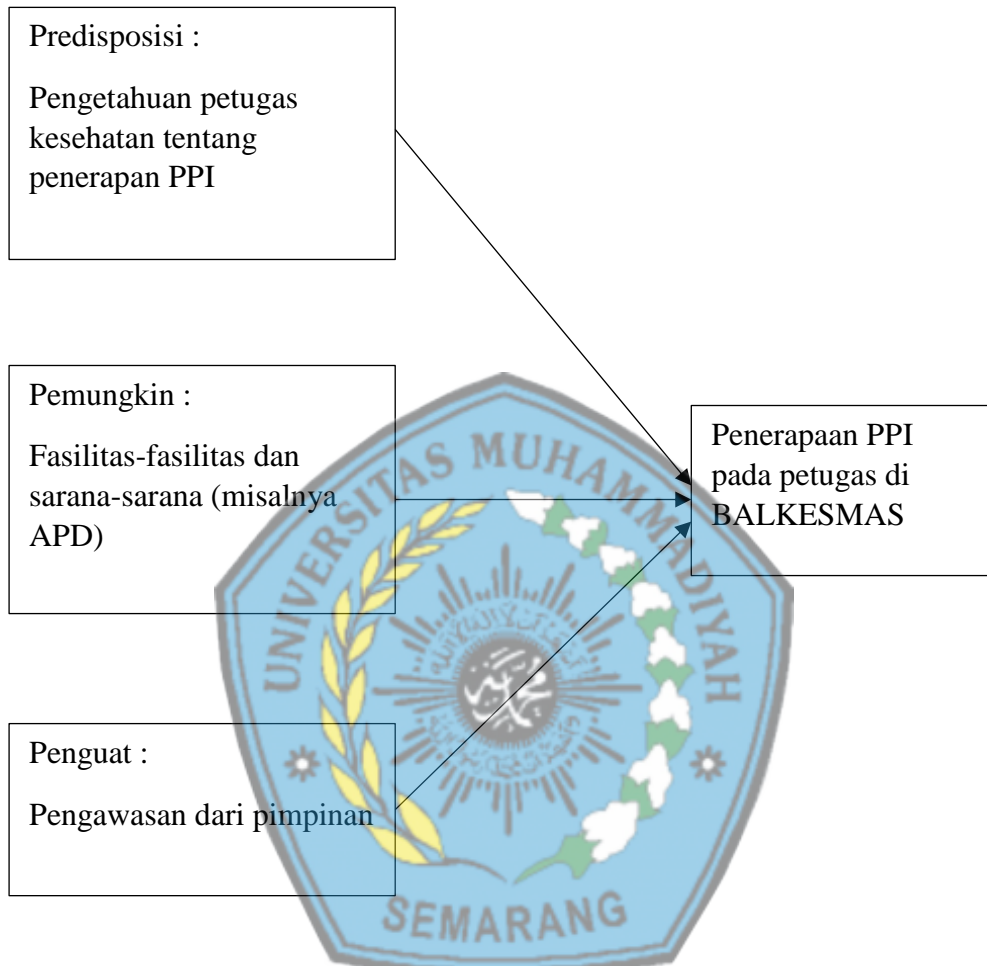 Predisposisi :
Pengetahuan petugas
kesehatan tentang
penerapan PPI
Pemungkin :
Fasilitas-fasilitas dan
sarana-sarana (misalnya
APD)
Penerapaan PPI
pada petugas di
BALKESMAS
Penguat :
Pengawasan dari pimpinan
UNIVERSITAS MUHAMMADIYAH
SEMARANG